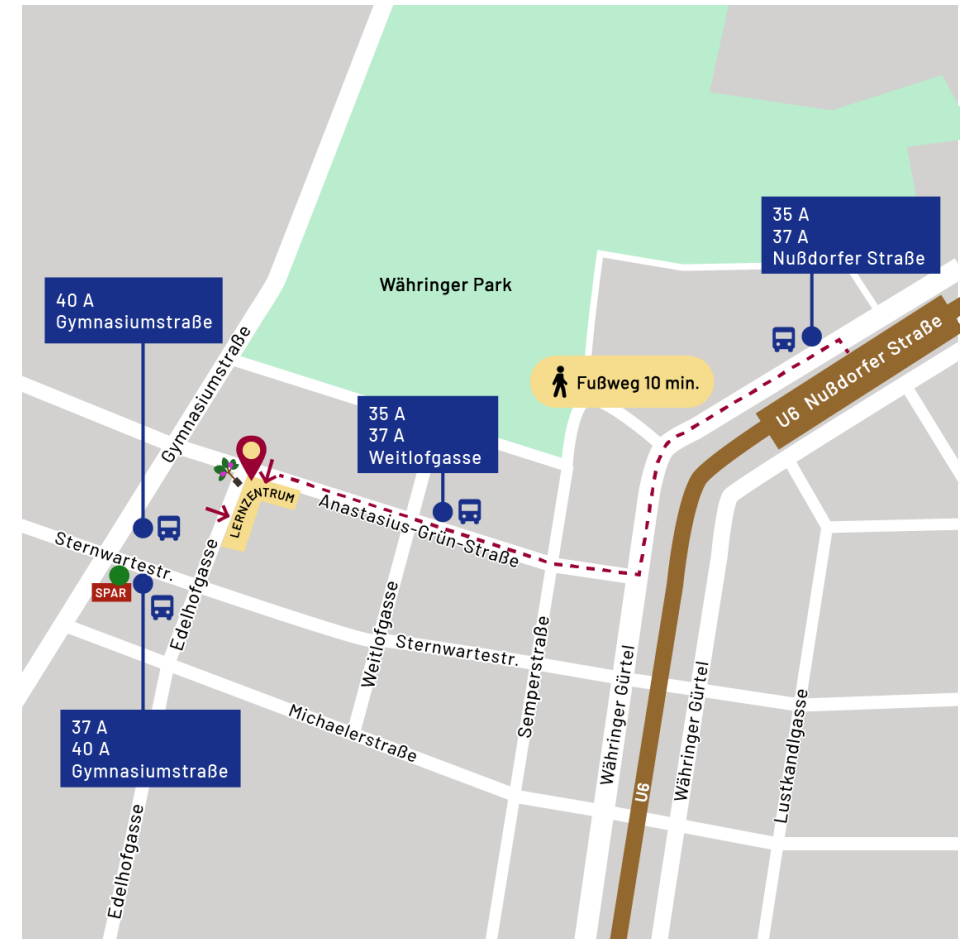 35 A
37 A
Nußdorfer Straße
Währinger Park
40 A
Gymnasiumstraße
U6 Nußdorfer Straße
Gymnasiumstraße
Fußweg 10 min.
35 A
37 A
Weitlofgasse
LERNZENTRUM
Anastasius-Grün-Straße
Sternwartestr.
SPAR
Edelhofgasse
Weitlofgasse
Sternwartestr.
Semperstraße
Währinger Gürtel
Währinger Gürtel
Lustkandlgasse
Michaelerstraße
37 A
40 A
Gymnasiumstraße
U6
Edelhofgasse